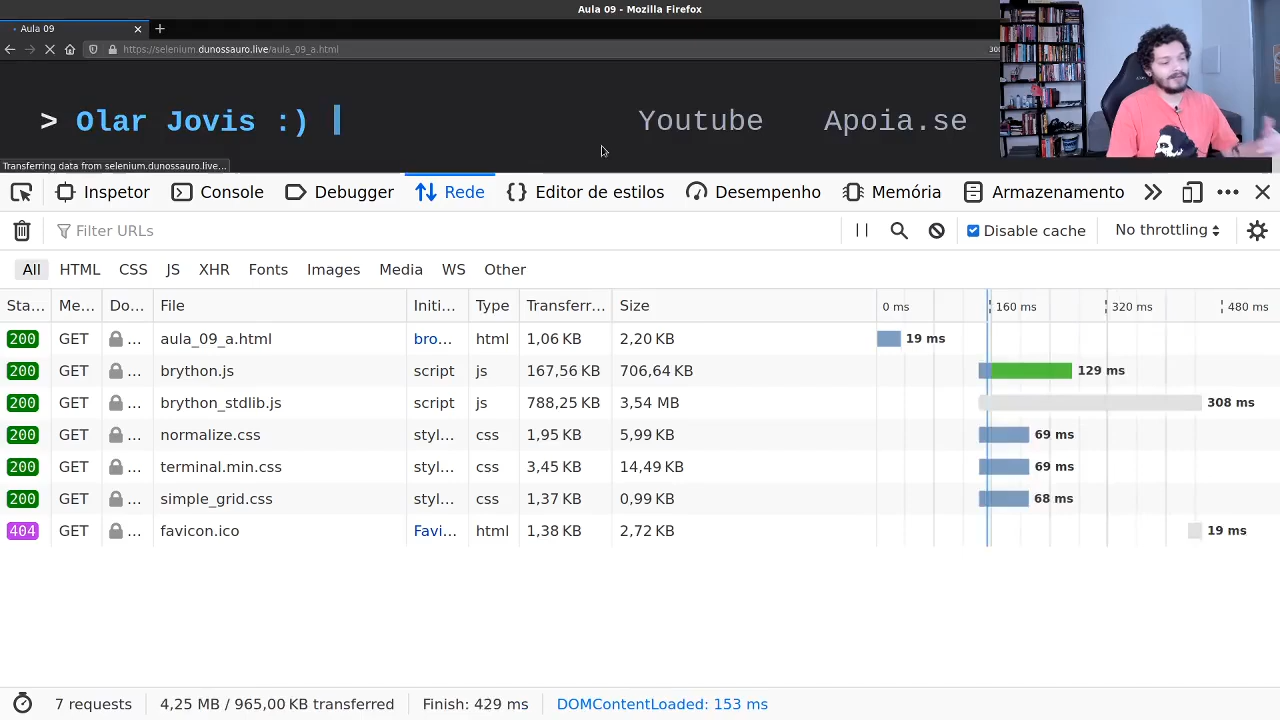 Aula 09 - Mozilla Firefox
Aula 09
https://selenium.dunossauro.live/aula_09_a.html
> Olar Jovis :)
Youtube Apoia.se
Transferring data from selenium.dunossauro.live...
Inspetor Console Debugger Rede Editor de estilos Desempenho Memória Armazenamento
Filter URLs Disable cache No throttling
All HTML CSS JS XHR Fonts Images Media WS Other
Sta... Me... Do... File Initi... Type Transferr... Size 0 ms 160 ms 320 ms 480 ms
200 GET ... aula_09_a.html bro... html 1,06 KB 2,20 KB 19 ms
200 GET ... brython.js script js 167,56 KB 706,64 KB 129 ms
200 GET ... brython_stdlib.js script js 788,25 KB 3,54 MB 308 ms
200 GET ... normalize.css styl... css 1,95 KB 5,99 KB 69 ms
200 GET ... terminal.min.css styl... css 3,45 KB 14,49 KB 69 ms
200 GET ... simple_grid.css styl... css 1,37 KB 0,99 KB 68 ms
404 GET ... favicon.ico Favi... html 1,38 KB 2,72 KB 19 ms
7 requests 4,25 MB / 965,00 KB transferred Finish: 429 ms DOMContentLoaded: 153 ms